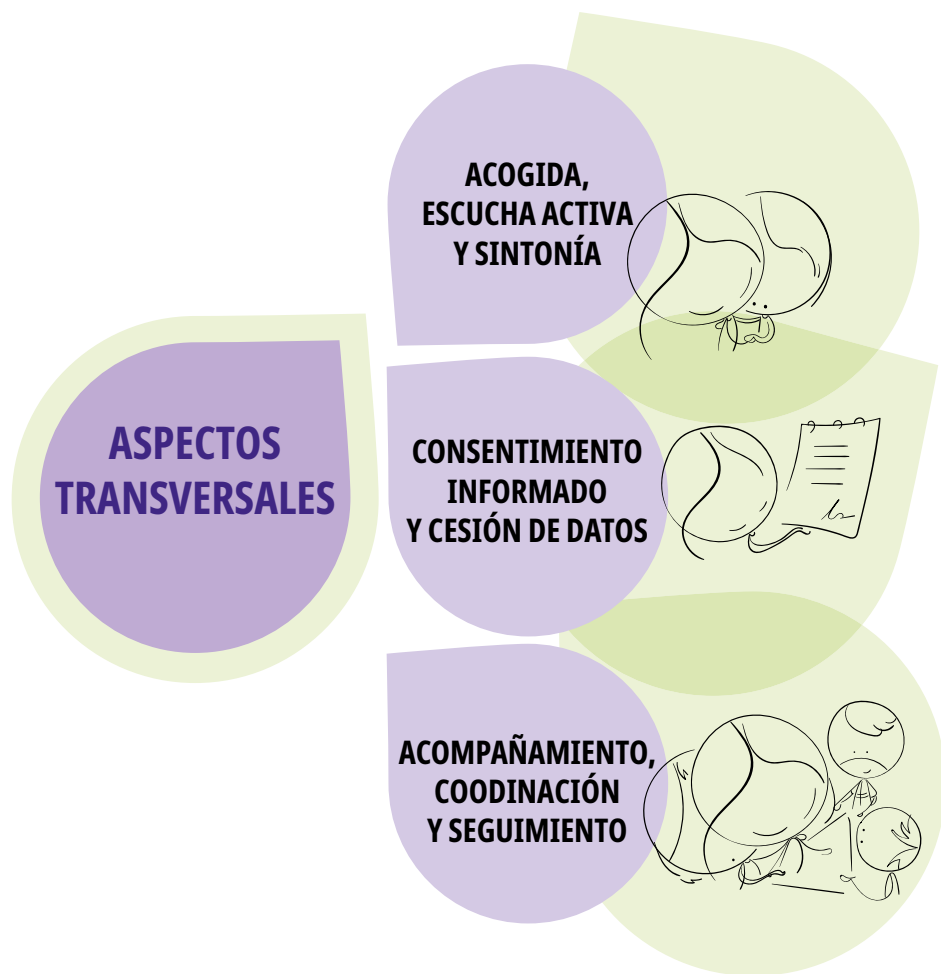 ASPECTOS
TRANSVERSALES
ACOGIDA,
ESCUCHA ACTIVA
Y SINTONÍA
CONSENTIMIENTO
INFORMADO
Y CESIÓN DE DATOS
ACOMPAÑAMIENTO,
COODINACIÓN
Y SEGUIMIENTO